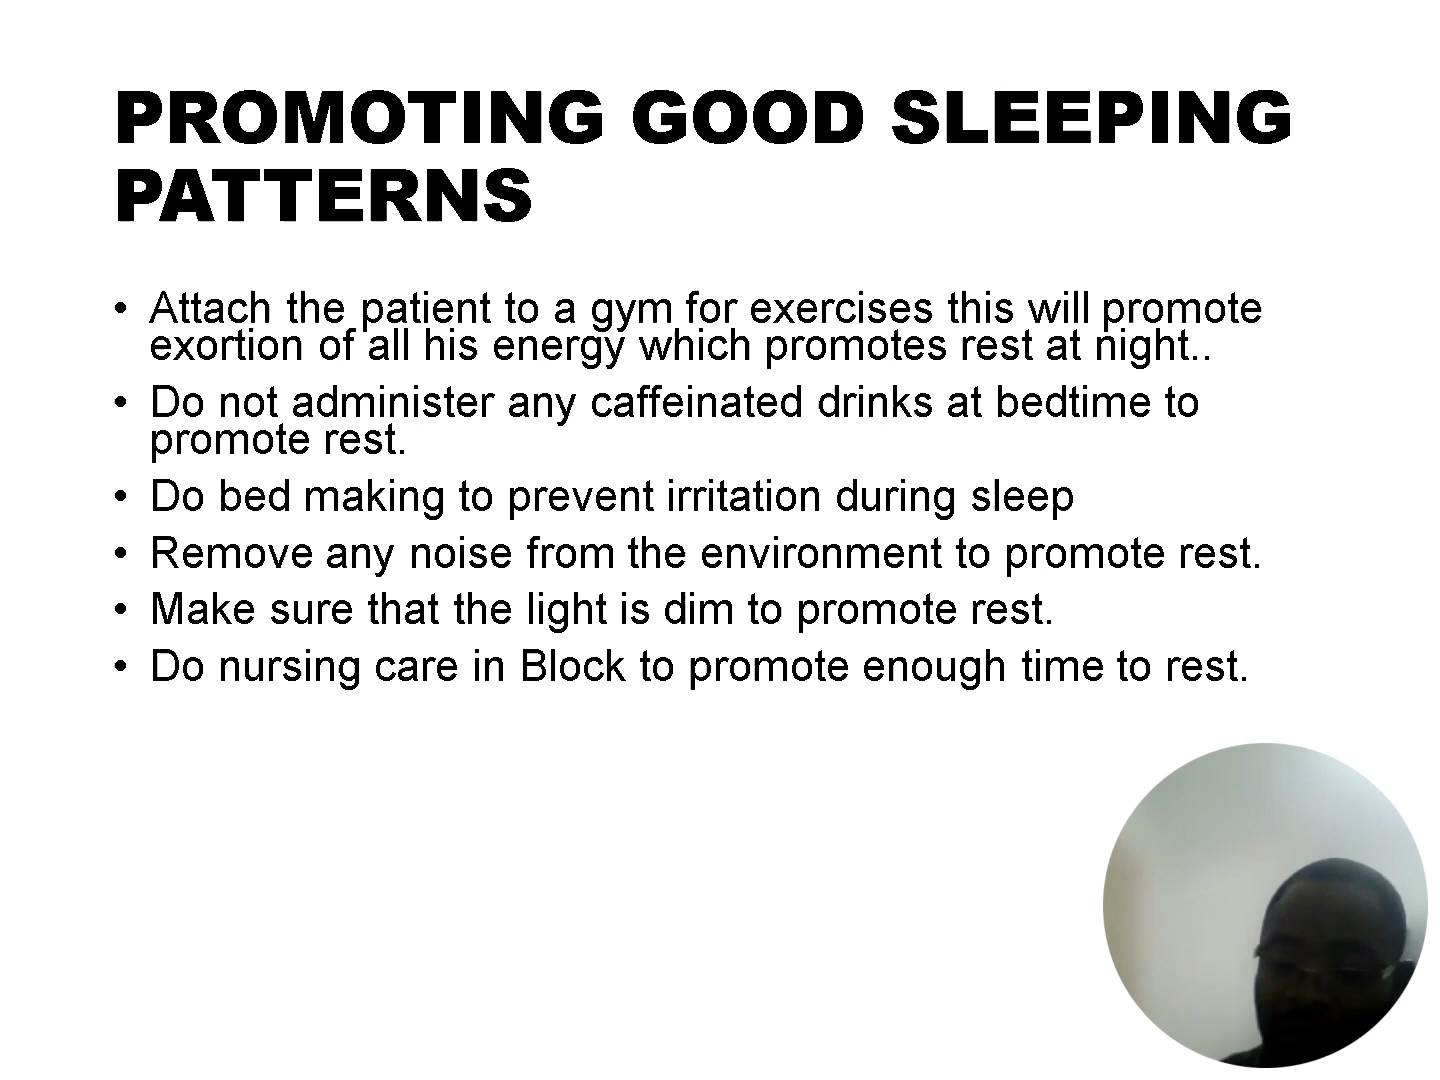 PROMOTING GOOD SLEEPING
PATTERNS
• Attach the patient to a gym for exercises this will promote
exortion of all his energy which promotes rest at night..
• Do not administer any caffeinated drinks at bedtime to
promote rest.
• Do bed making to prevent irritation during sleep
• Remove any noise from the environment to promote rest.
• Make sure that the light is dim to promote rest.
• Do nursing care in Block to promote enough time to rest.